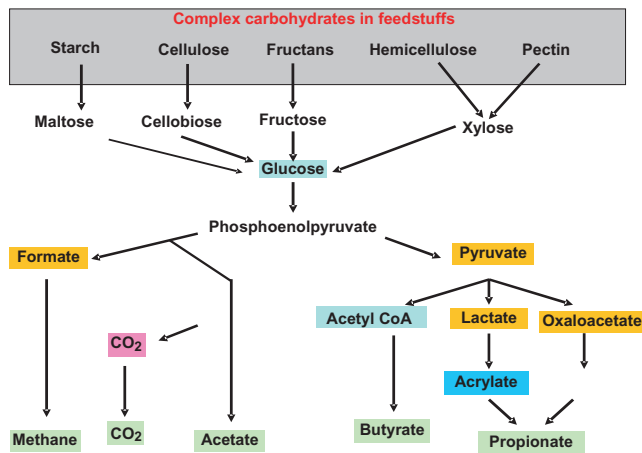 Complex carbohydrates in feedstuffs
Starch Cellulose Fructans Hemicellulose Pectin
Maltose Cellobiose Fructose Xylose
Glucose
Phosphoenolpyruvate
Formate Pyruvate
Acetyl CoA Lactate Oxaloacetate
CO2
Acrylate
Methane CO2 Acetate Butyrate Propionate